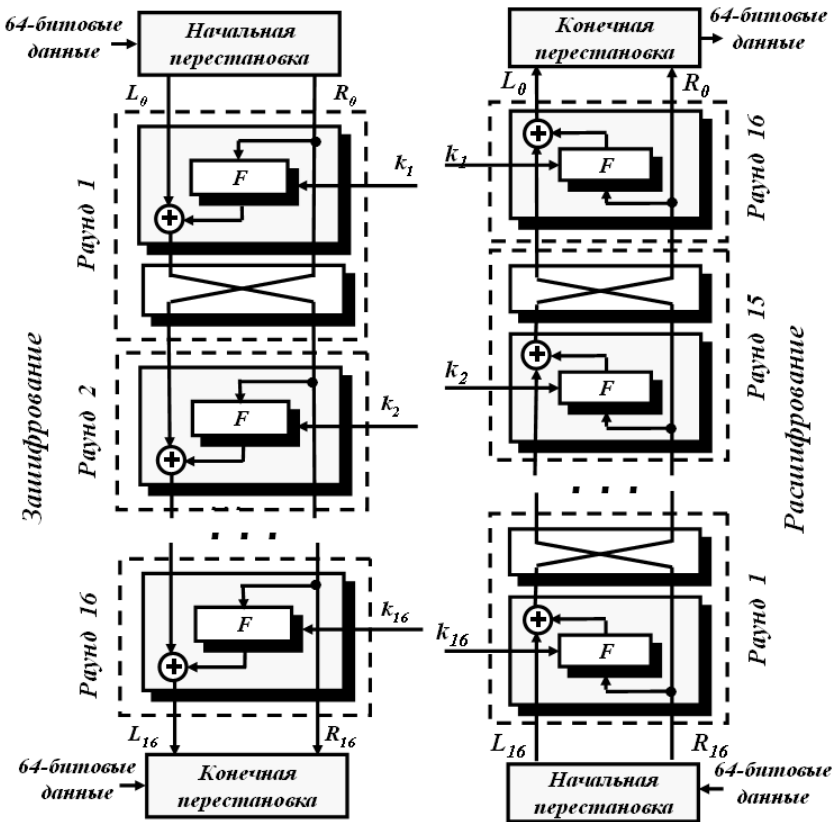 64-битовые
данные
Начальная
перестановка
L0
R0
Раунд 1
F
k1
Зашифрование
Раунд 2
F
k2
. . .
Раунд 16
F
k16
L16
R16
64-битовые
данные
Конечная
перестановка
Конечная
перестановка
64-битовые
данные
L0
R0
k1
F
Раунд 16
Раунд 15
k2
F
Расшифрование
. . .
Раунд 1
k16
F
L16
R16
Начальная
перестановка
64-битовые
данные